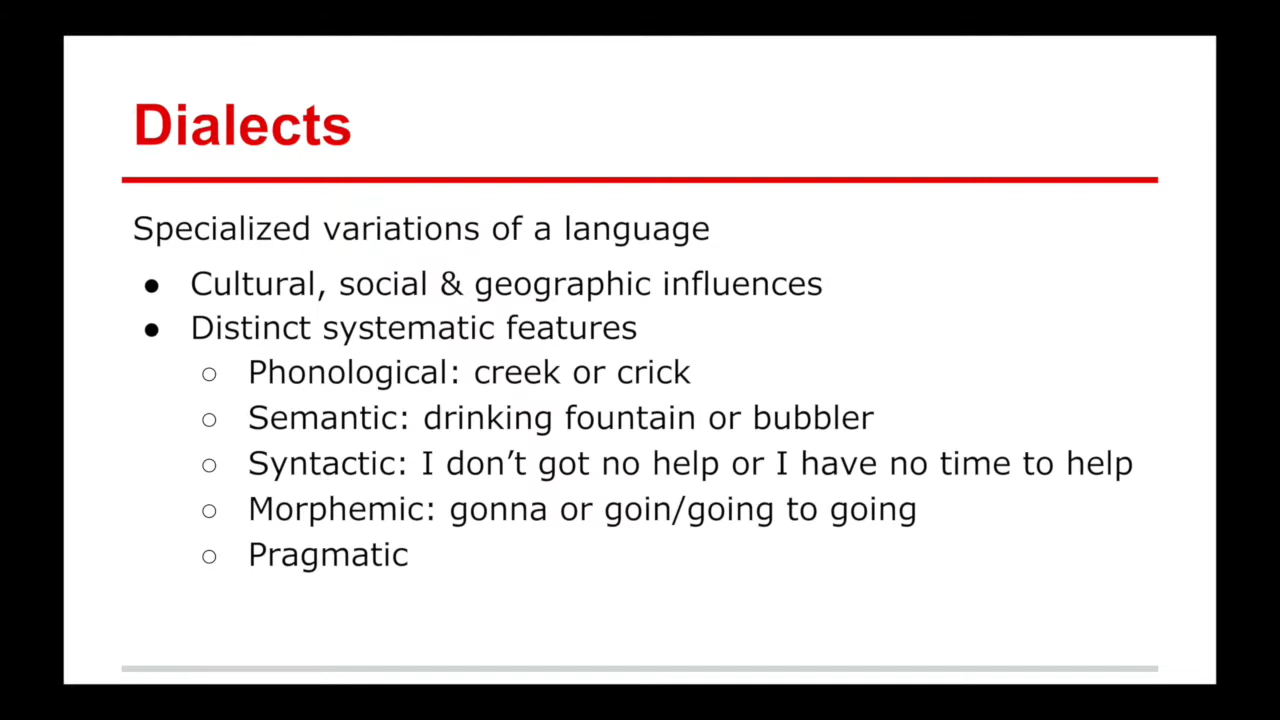 Dialects
Specialized variations of a language
● Cultural, social & geographic influences
● Distinct systematic features
○ Phonological: creek or crick
○ Semantic: drinking fountain or bubbler
○ Syntactic: I don’t got no help or I have no time to help
○ Morphemic: gonna or goin/going to going
○ Pragmatic